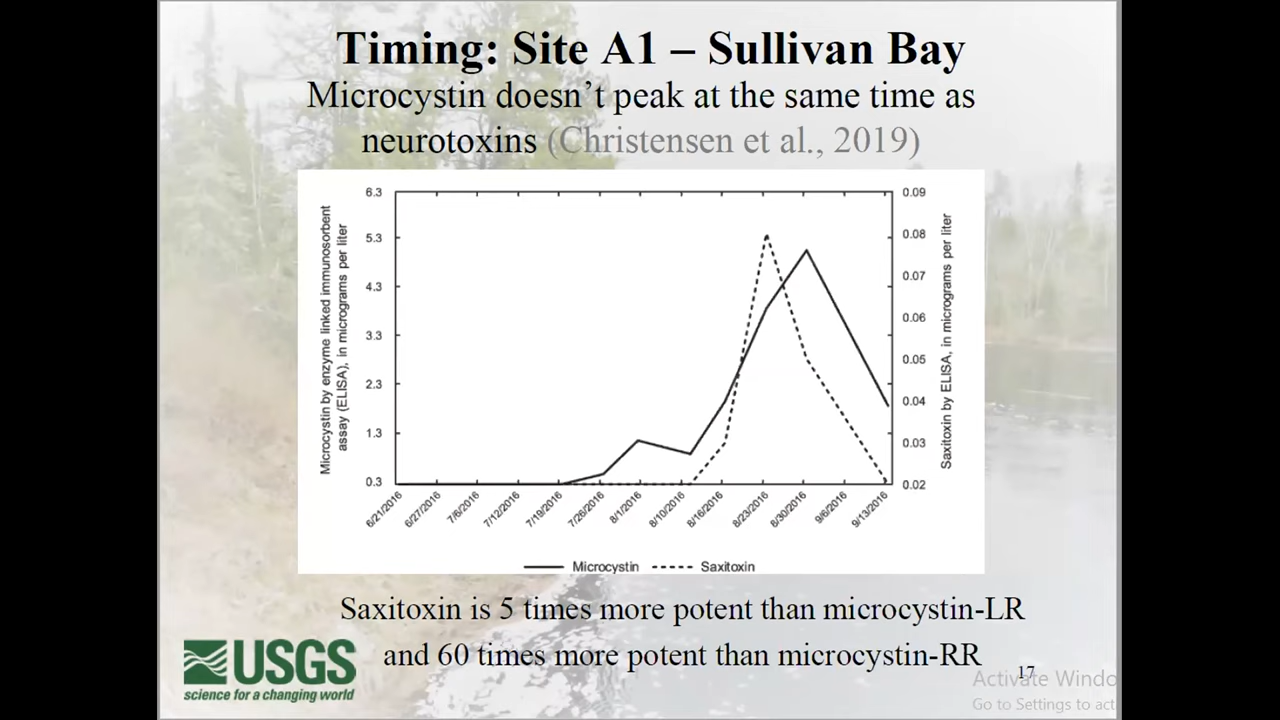 Timing: Site A1 – Sullivan Bay
Microcystin doesn’t peak at the same time as
neurotoxins (Christensen et al., 2019)
Microcystin by enzyme linked immunosorbent
assay (ELISA), in micrograms per liter
6.3
5.3
4.3
3.3
2.3
1.3
0.3
0.09
0.08
0.07
0.06
0.05
0.04
0.03
0.02
Saxitoxin by ELISA, in micrograms per liter
6/21/2016
6/27/2016
7/6/2016
7/12/2016
7/19/2016
7/26/2016
8/1/2016
8/10/2016
8/16/2016
8/23/2016
8/30/2016
9/6/2016
9/13/2016
Microcystin Saxitoxin
Saxitoxin is 5 times more potent than microcystin-LR
and 60 times more potent than microcystin-RR
USGS
science for a changing world
17
Activate Windo
Go to Settings to act